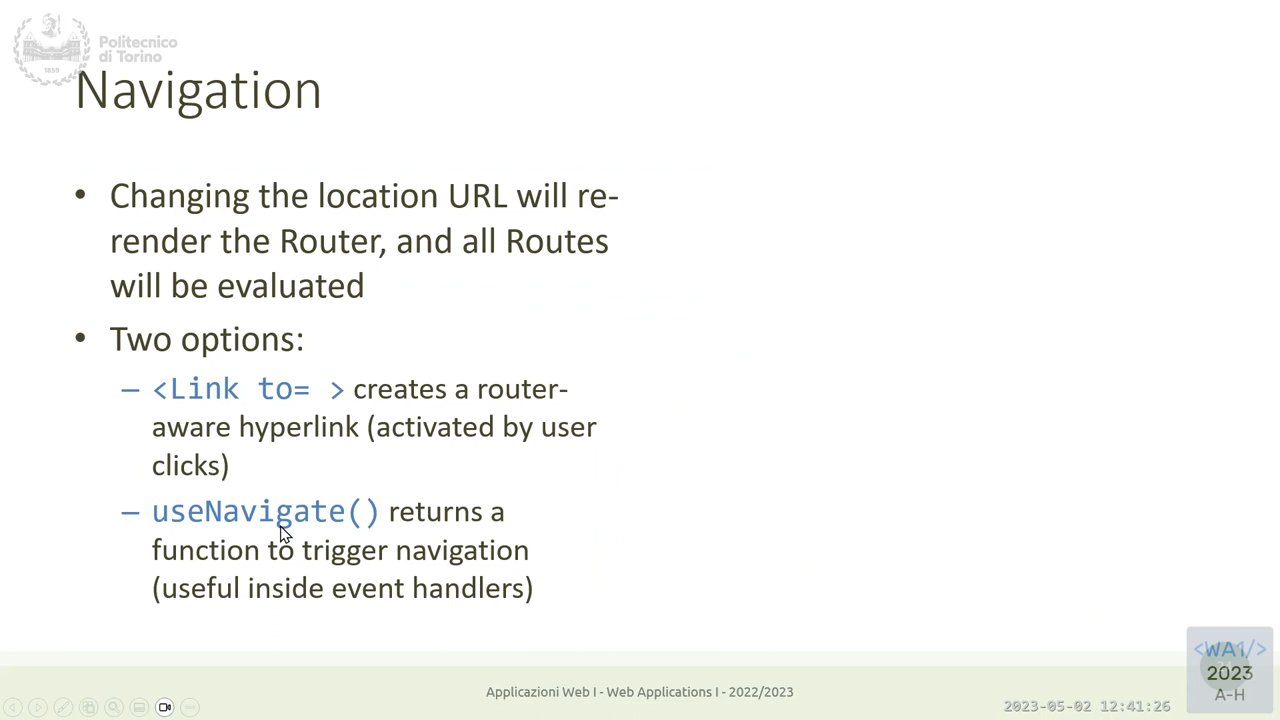 Politecnico
di Torino
1859
Navigation
• Changing the location URL will re-
render the Router, and all Routes
will be evaluated
• Two options:
– <Link to= > creates a router-
aware hyperlink (activated by user
clicks)
– useNavigate() returns a
function to trigger navigation
(useful inside event handlers)
<WA1/>
2023
A-H
Applicazioni Web I - Web Applications I - 2022/2023
2023-05-02 12:41:26